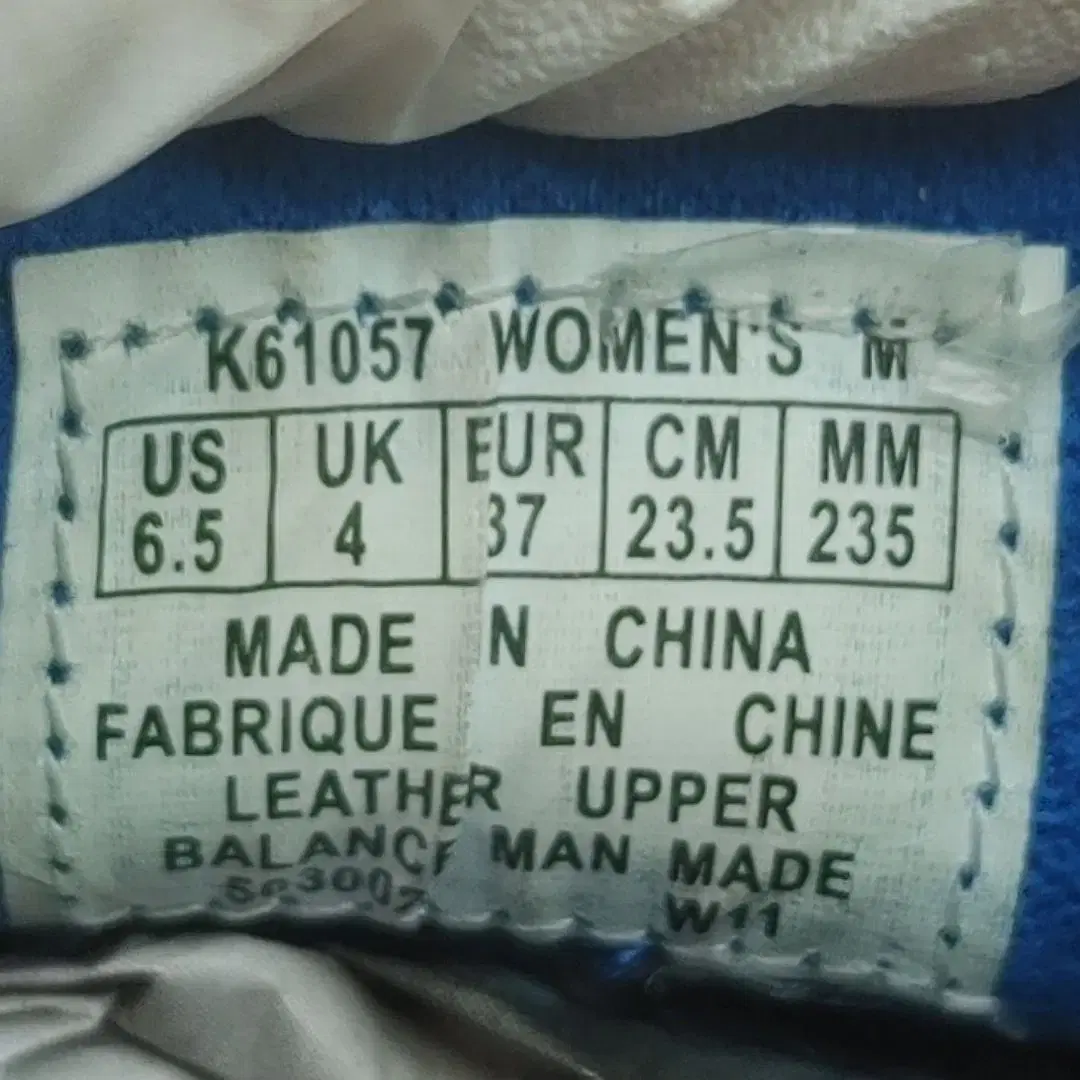 K61057 WOMEN'S M
US UK EUR CM MM
6.5 4 37 23.5 235
MADE N CHINA
FABRIQUE EN CHINE
LEATHER UPPER
BALANCE MAN MADE
W11